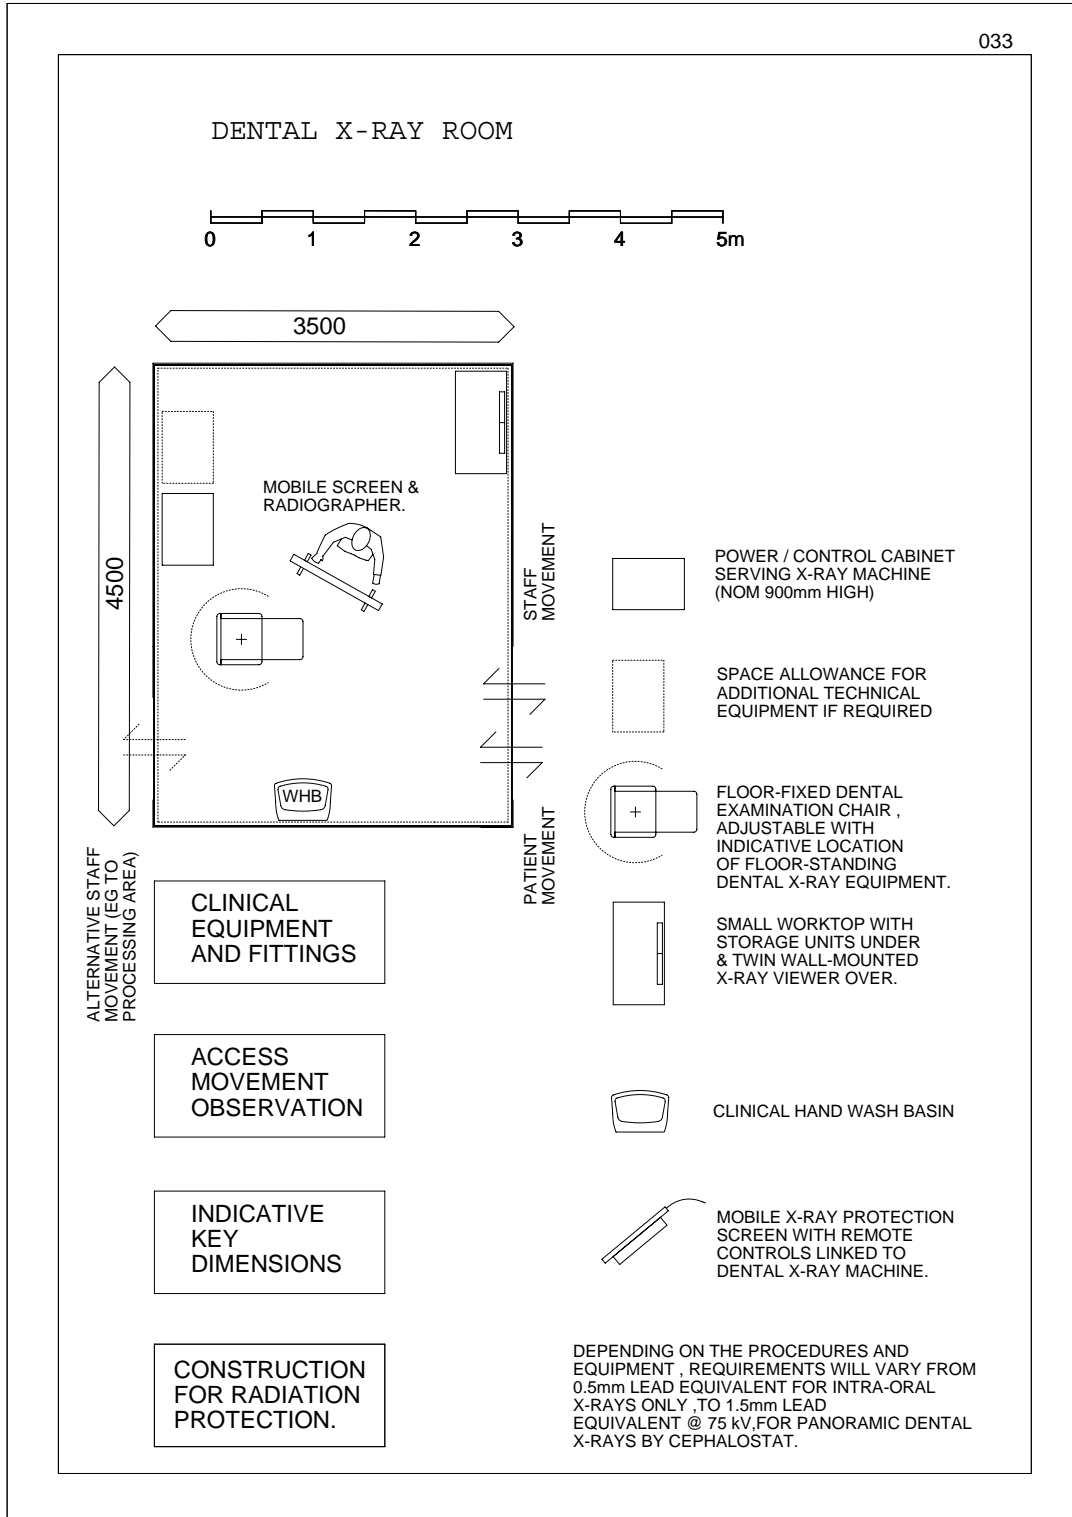 033
DENTAL X-RAY ROOM
0 1 2 3 4 5m
3500
4500
MOBILE SCREEN &
RADIOGRAPHER.
STAFF
MOVEMENT
WHB
PATIENT
MOVEMENT
ALTERNATIVE STAFF
MOVEMENT (EG TO
PROCESSING AREA)
POWER / CONTROL CABINET
SERVING X-RAY MACHINE
(NOM 900mm HIGH)
SPACE ALLOWANCE FOR
ADDITIONAL TECHNICAL
EQUIPMENT IF REQUIRED
FLOOR-FIXED DENTAL
EXAMINATION CHAIR ,
ADJUSTABLE WITH
INDICATIVE LOCATION
OF FLOOR-STANDING
DENTAL X-RAY EQUIPMENT.
SMALL WORKTOP WITH
STORAGE UNITS UNDER
& TWIN WALL-MOUNTED
X-RAY VIEWER OVER.
CLINICAL HAND WASH BASIN
MOBILE X-RAY PROTECTION
SCREEN WITH REMOTE
CONTROLS LINKED TO
DENTAL X-RAY MACHINE.
CLINICAL
EQUIPMENT
AND FITTINGS
ACCESS
MOVEMENT
OBSERVATION
INDICATIVE
KEY
DIMENSIONS
CONSTRUCTION
FOR RADIATION
PROTECTION.
DEPENDING ON THE PROCEDURES AND
EQUIPMENT , REQUIREMENTS WILL VARY FROM
0.5mm LEAD EQUIVALENT FOR INTRA-ORAL
X-RAYS ONLY ,TO 1.5mm LEAD
EQUIVALENT @ 75 kV,FOR PANORAMIC DENTAL
X-RAYS BY CEPHALOSTAT.